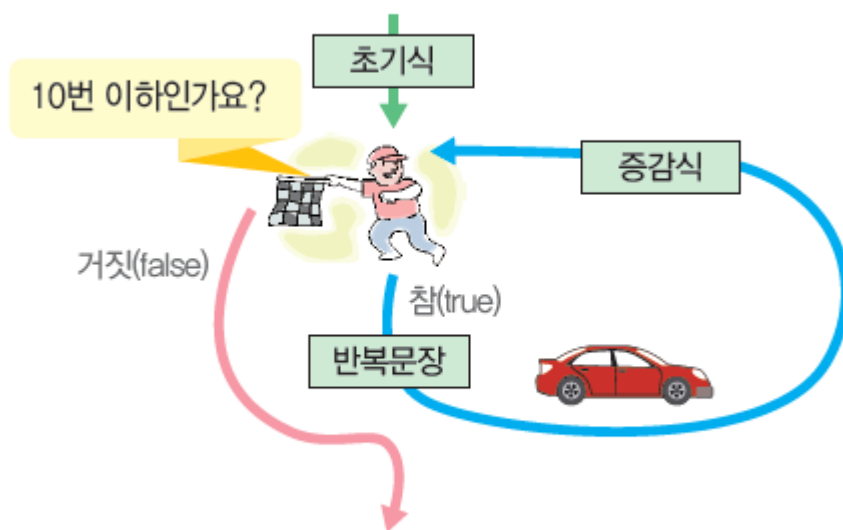 초기식
10번 이하인가요?
증감식
거짓(false)
참(true)
반복문장